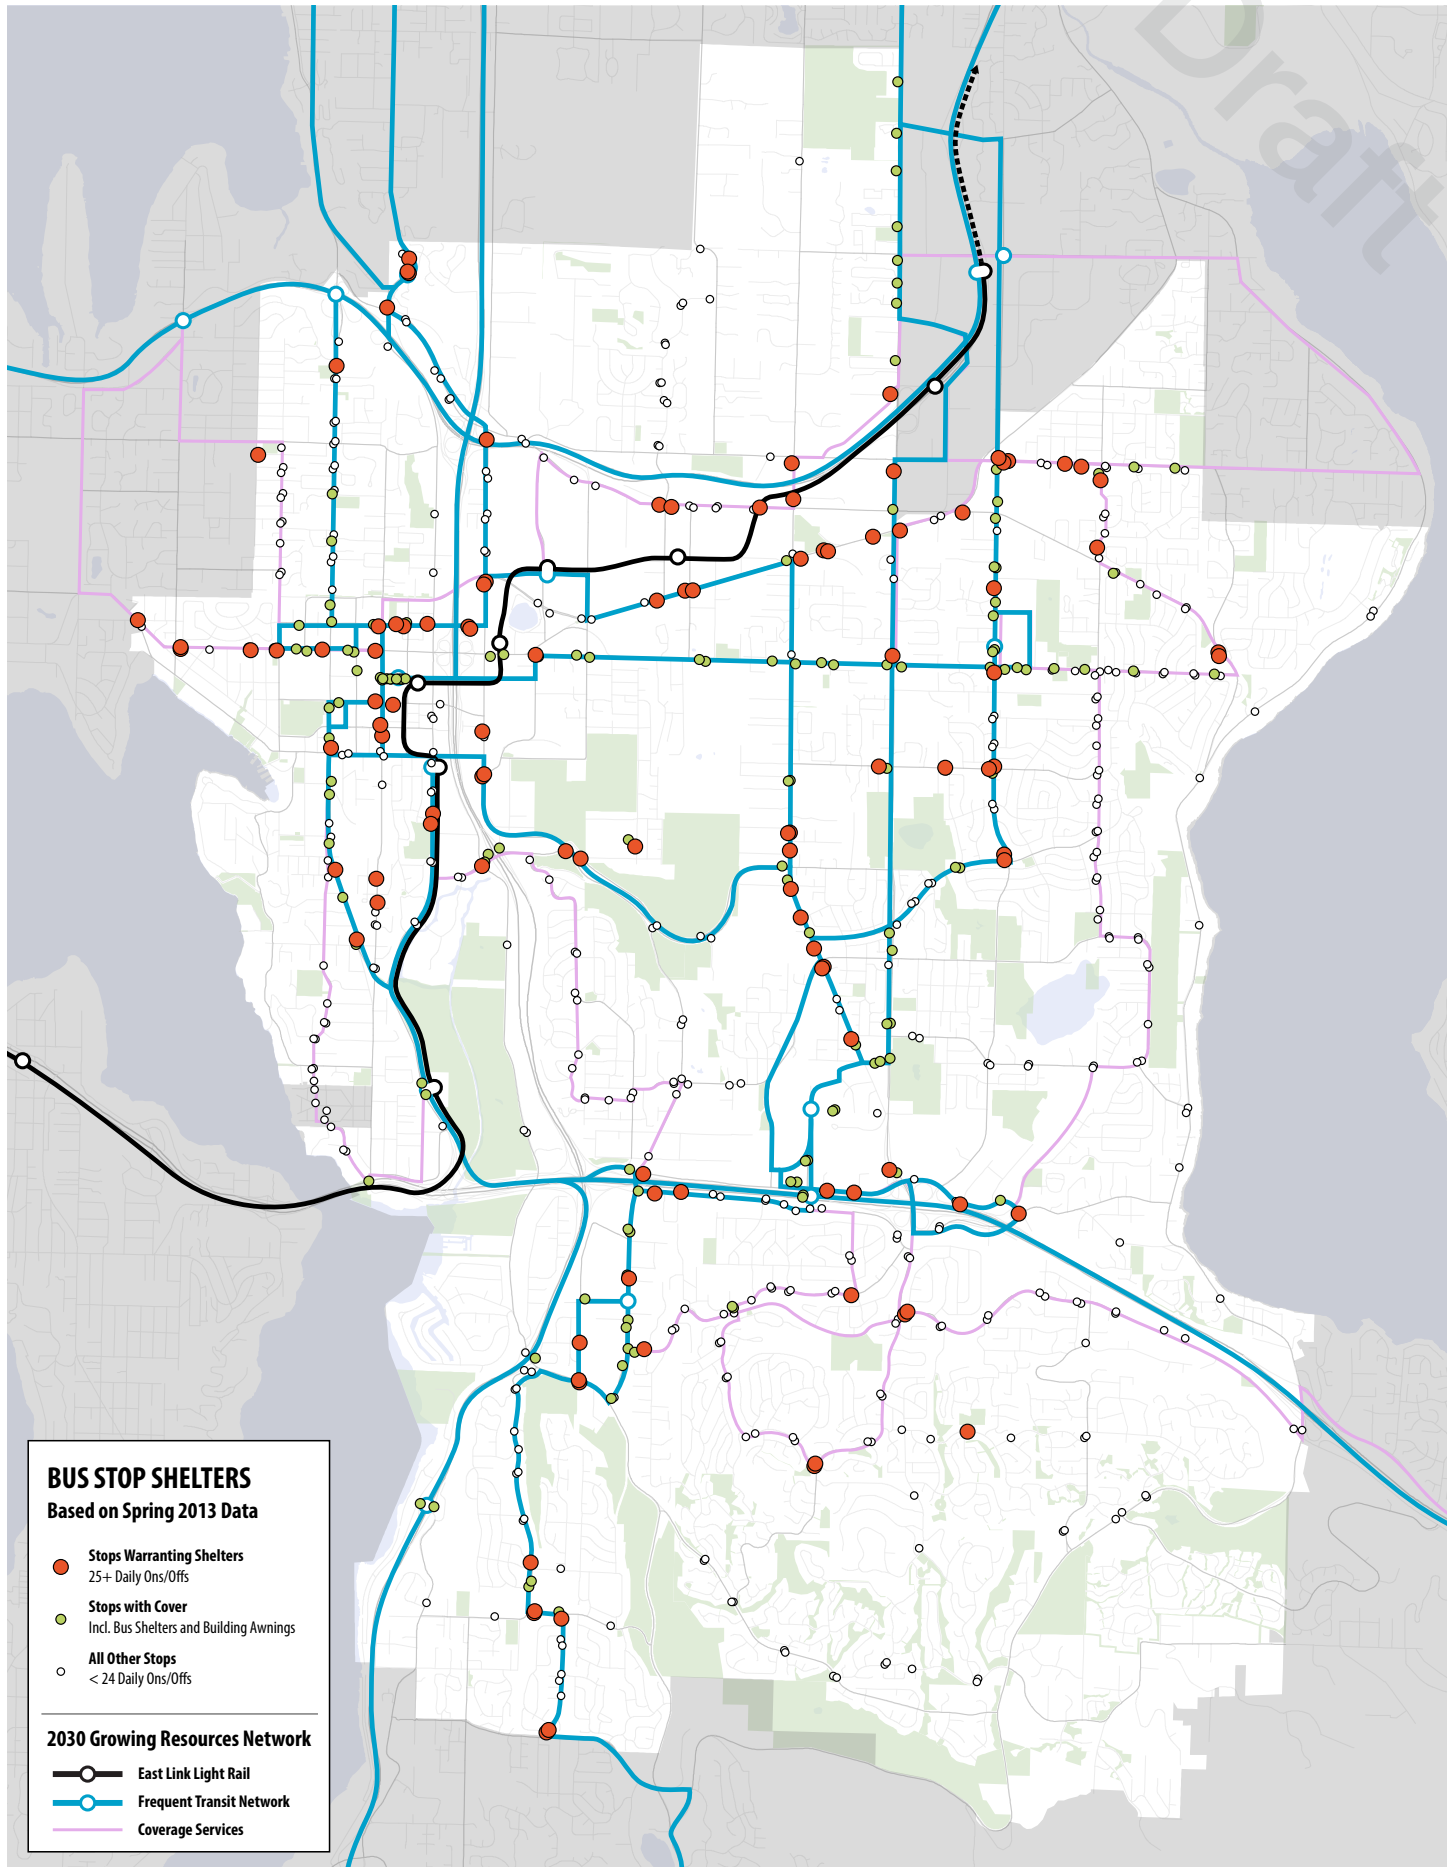 Draft
BUS STOP SHELTERS
Based on Spring 2013 Data
Stops Warranting Shelters
25+ Daily Ons/Offs
Stops with Cover
Incl. Bus Shelters and Building Awnings
All Other Stops
< 24 Daily Ons/Offs
2030 Growing Resources Network
East Link Light Rail
Frequent Transit Network
Coverage Services